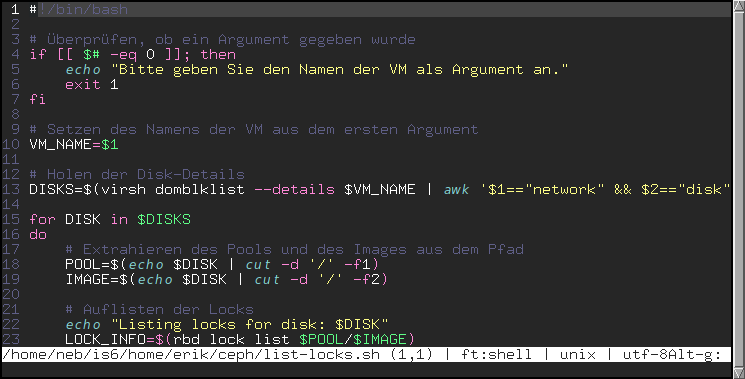 1 #!/bin/bash
2
3 # Überprüfen, ob ein Argument gegeben wurde
4 if [[ $# -eq 0 ]]; then
5     echo "Bitte geben Sie den Namen der VM als Argument an."
6     exit 1
7 fi
8
9 # Setzen des Namens der VM aus dem ersten Argument
10 VM_NAME=$1
11
12 # Holen der Disk-Details
13 DISKS=$(virsh domblklist --details $VM_NAME | awk '$1=="network" && $2=="disk"
14
15 for DISK in $DISKS
16 do
17     # Extrahieren des Pools und des Images aus dem Pfad
18     POOL=$(echo $DISK | cut -d '/' -f1)
19     IMAGE=$(echo $DISK | cut -d '/' -f2)
20
21     # Auflisten der Locks
22     echo "Listing locks for disk: $DISK"
23     LOCK_INFO=$(rbd lock list $POOL/$IMAGE)
/home/neb/is6/home/erik/ceph/list-locks.sh (1,1) | ft:shell | unix | utf-8Alt-g: